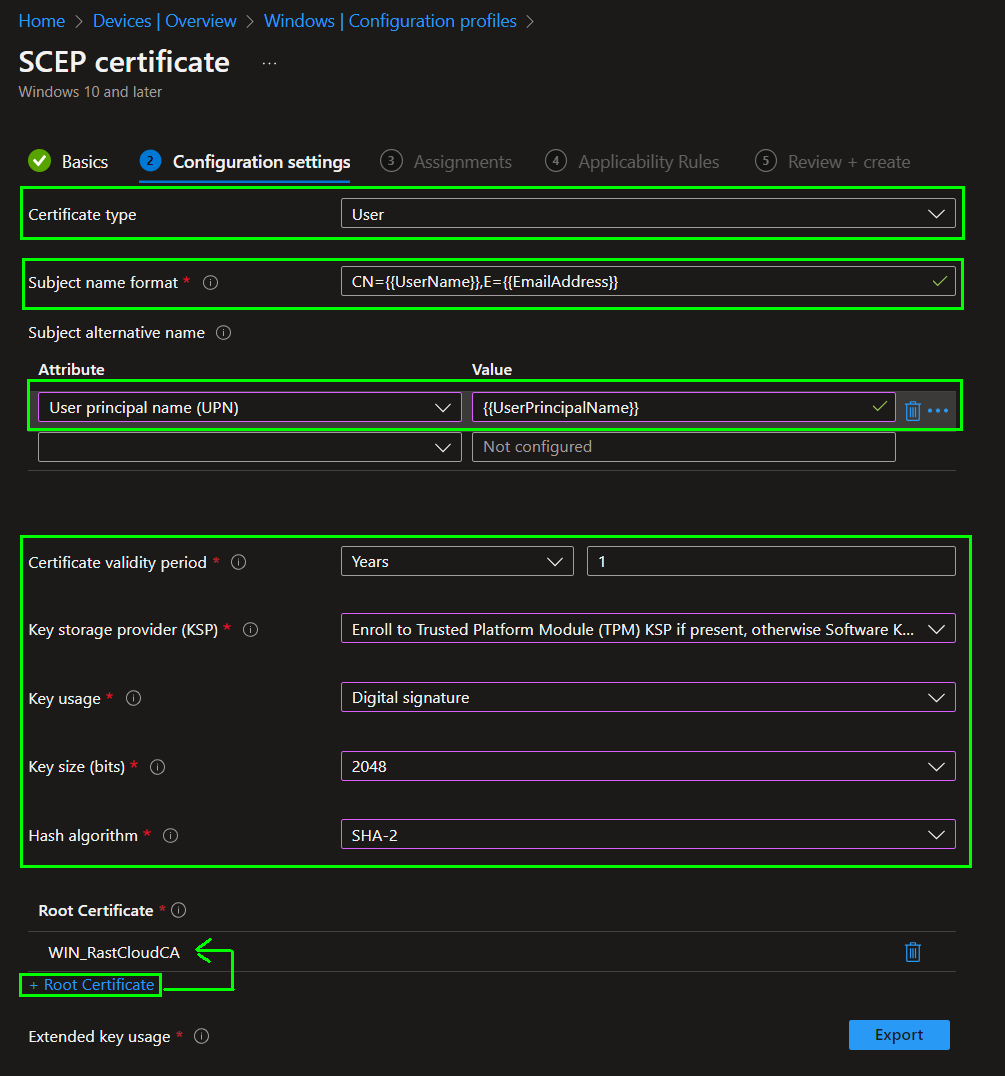 Home > Devices | Overview > Windows | Configuration profiles >
SCEP certificate ...
Windows 10 and later
Basics 2 Configuration settings 3 Assignments 4 Applicability Rules 5 Review + create
Certificate type User
Subject name format * CN={{UserName}},E={{EmailAddress}}
Subject alternative name
Attribute Value
User principal name (UPN) {{UserPrincipalName}}
Not configured
Certificate validity period * Years 1
Key storage provider (KSP) * Enroll to Trusted Platform Module (TPM) KSP if present, otherwise Software K...
Key usage * Digital signature
Key size (bits) * 2048
Hash algorithm * SHA-2
Root Certificate *
WIN_RastCloudCA
+ Root Certificate
Extended key usage * Export